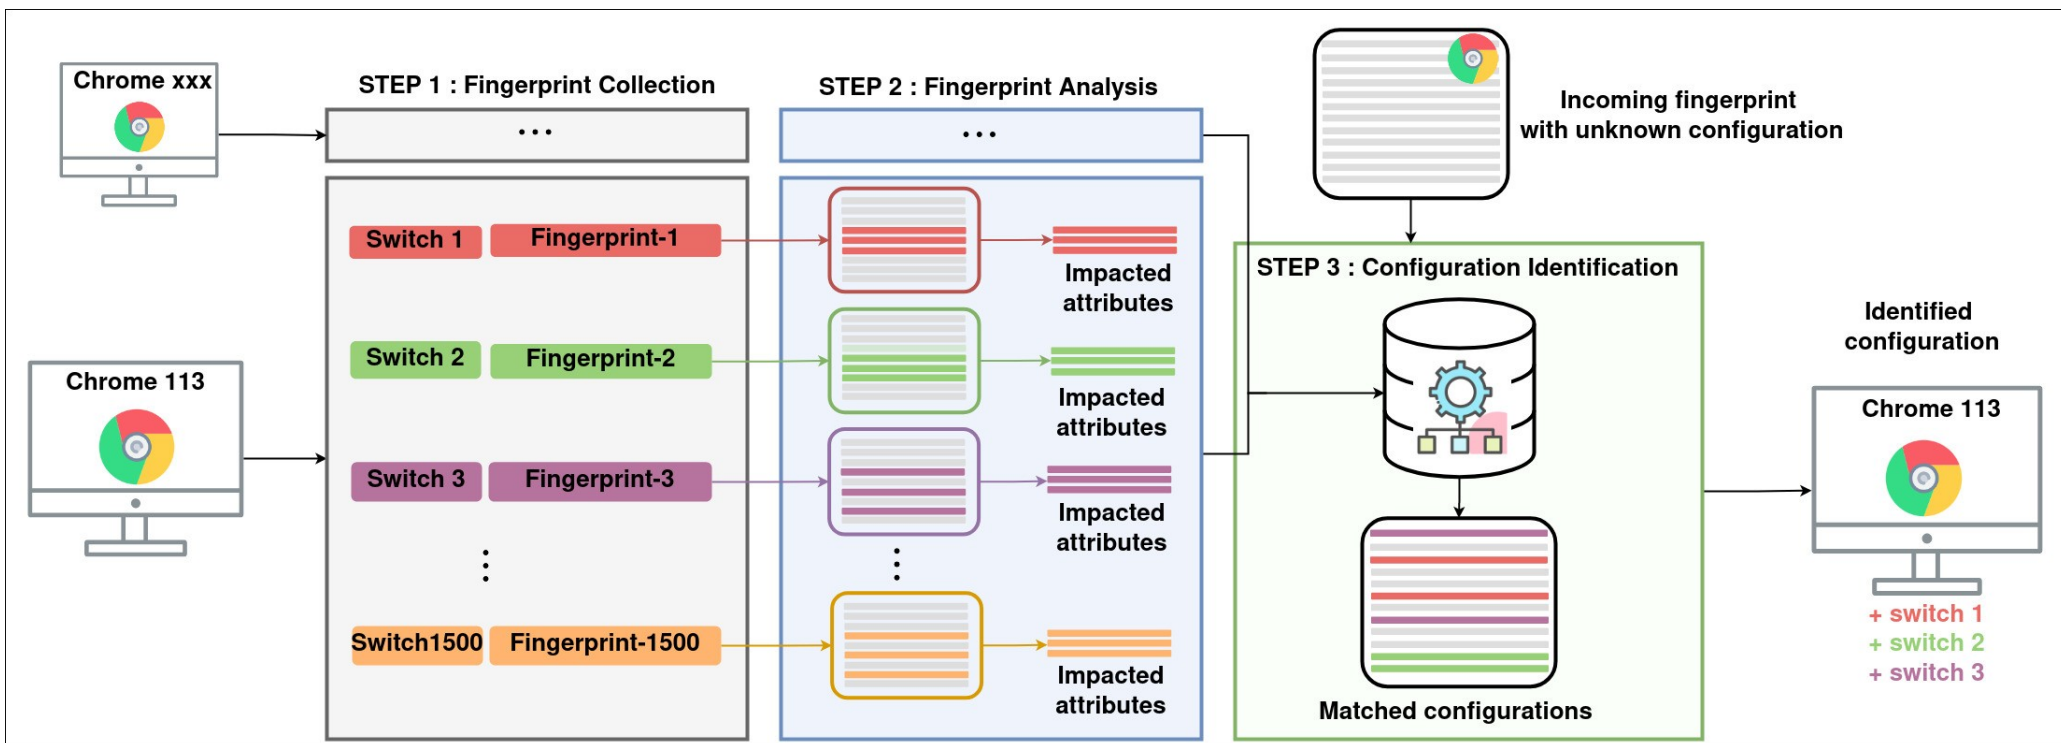 Chrome xxx
STEP 1 : Fingerprint Collection
...
STEP 2 : Fingerprint Analysis
...
Incoming fingerprint
with unknown configuration
Chrome 113
Switch 1
Fingerprint-1
Switch 2
Fingerprint-2
Switch 3
Fingerprint-3
Switch1500
Fingerprint-1500
Impacted
attributes
Impacted
attributes
Impacted
attributes
Impacted
attributes
STEP 3 : Configuration Identification
Matched configurations
Identified
configuration
Chrome 113
+ switch 1
+ switch 2
+ switch 3